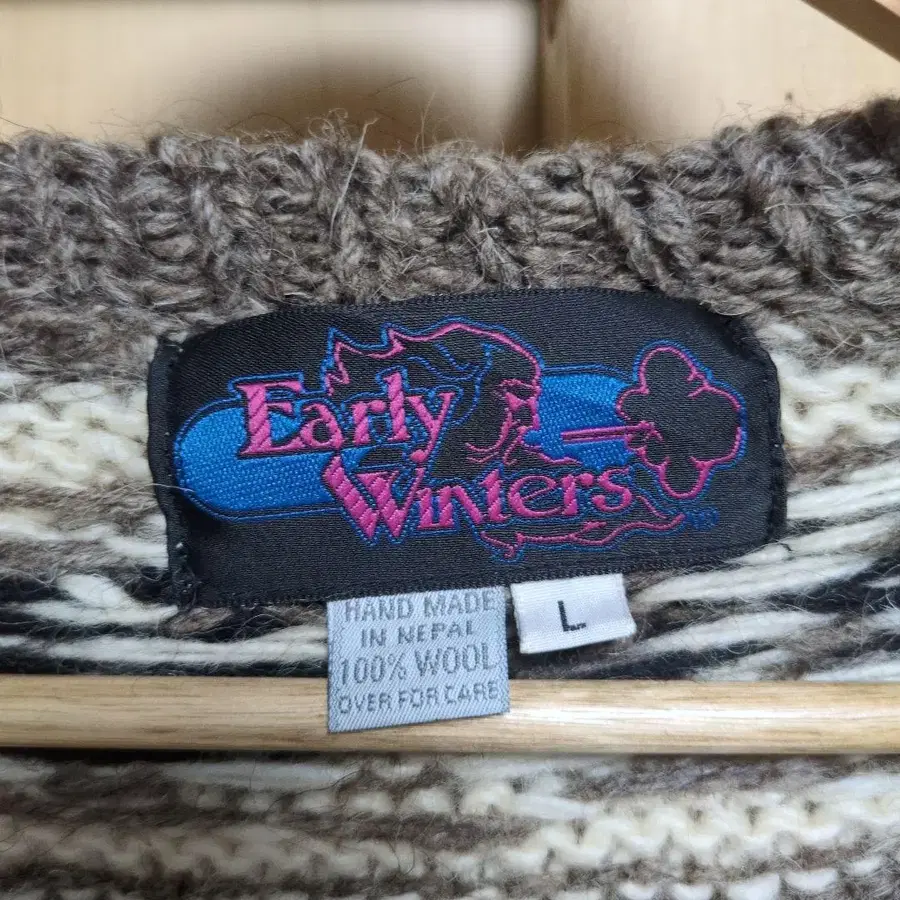 Early
Winters
HAND MADE
IN NEPAL
100% WOOL
OVER FOR CARE
L